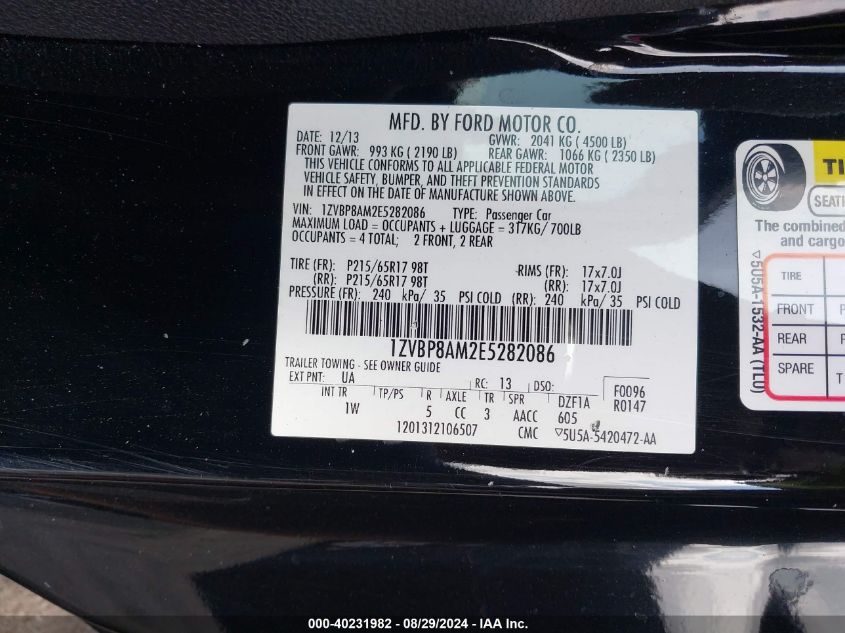 MFD. BY FORD MOTOR CO.
DATE: 12/13
GVWR: 2041 KG ( 4500 LB)
FRONT GAWR: 993 KG ( 2190 LB)
REAR GAWR: 1066 KG ( 2350 LB)
THIS VEHICLE CONFORMS TO ALL APPLICABLE FEDERAL MOTOR
VEHICLE SAFETY, BUMPER, AND THEFT PREVENTION STANDARDS
IN EFFECT ON THE DATE OF MANUFACTURE SHOWN ABOVE.
VIN: 1ZVBP8AM2E5282086 TYPE: Passenger Car
MAXIMUM LOAD = OCCUPANTS + LUGGAGE = 317KG/ 700LB
OCCUPANTS = 4 TOTAL; 2 FRONT, 2 REAR
TIRE (FR): P215/65R17 98T RIMS (FR): 17x7.0J
(RR): P215/65R17 98T (RR): 17x7.0J
PRESSURE (FR): 240 kPa/ 35 PSI COLD (RR): 240 kPa/ 35 PSI COLD
1ZVBP8AM2E5282086
TRAILER TOWING - SEE OWNER GUIDE
EXT PNT: UA RC: 13 DSO: F0096
INT TR TP/PS R AXLE TR SPR DZF1A R0147
1W 5 CC 3 AACC 605
1201312106507 CMC ▽5U5A-5420472-AA
▽5U5A-1532-AA (TLU)
TI
SEATI
The combined
and cargo
TIRE
FRONT P
REAR P
SPARE T
000-40231982 - 08/29/2024 - IAA Inc.